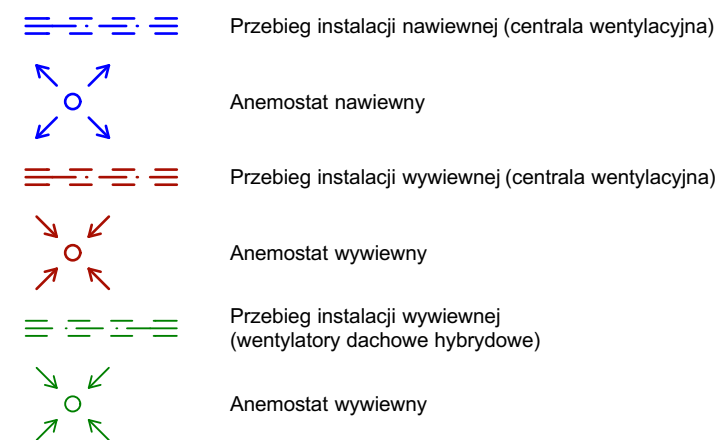 Przebieg instalacji nawiewnej (centrala wentylacyjna)
Anemostat nawiewny
Przebieg instalacji wywiewnej (centrala wentylacyjna)
Anemostat wywiewny
Przebieg instalacji wywiewnej
(wentylatory dachowe hybrydowe)
Anemostat wywiewny